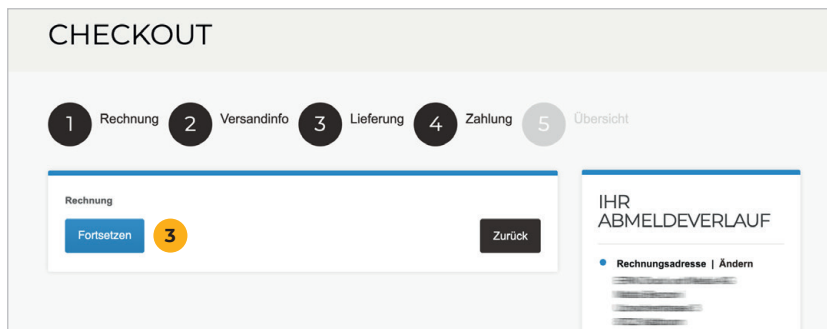 CHECKOUT
1 Rechnung 2 Versandinfo 3 Lieferung 4 Zahlung 5 Übersicht
Rechnung
Fortsetzen 3 Zurück
IHR
ABMELDEVERLAUF
Rechnungsadresse | Ändern